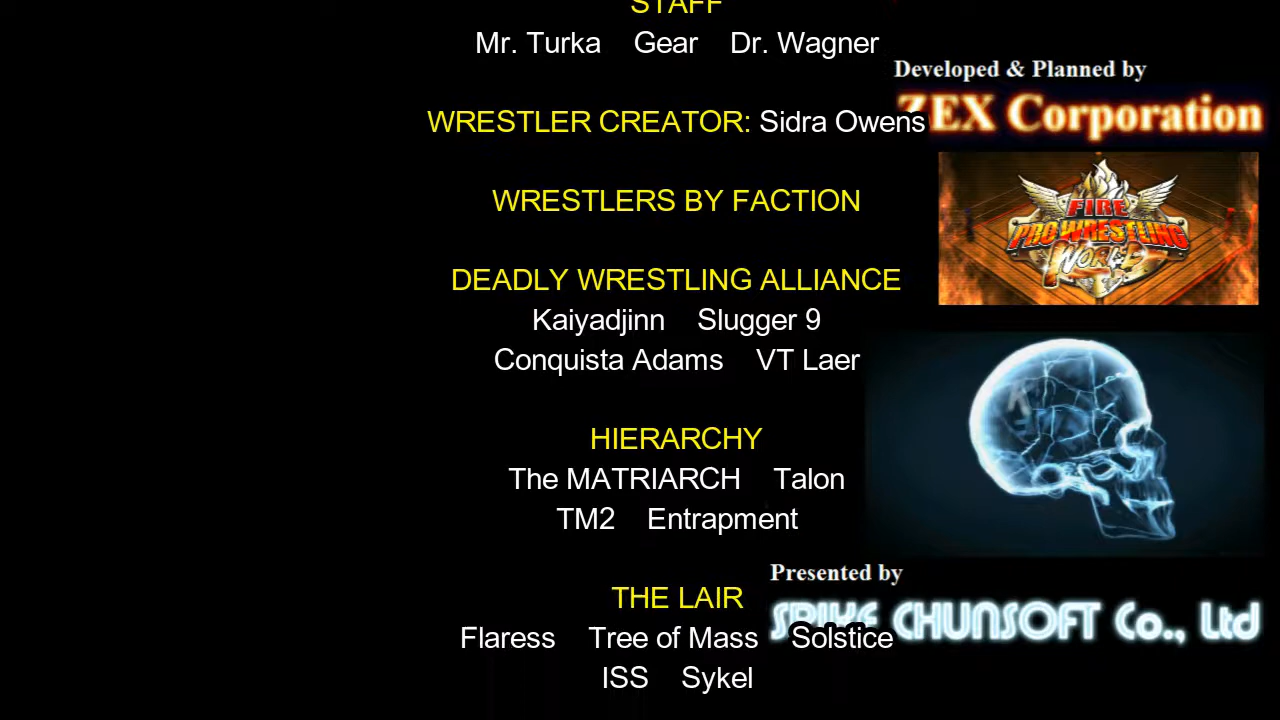 STAFF
Mr. Turka Gear Dr. Wagner
Developed & Planned by
ZEX Corporation
WRESTLER CREATOR: Sidra Owens
WRESTLERS BY FACTION
FIRE
PRO WRESTLING
WORLD
DEADLY WRESTLING ALLIANCE
Kaiyadjinn Slugger 9
Conquista Adams VT Laer
HIERARCHY
The MATRIARCH Talon
TM2 Entrapment
Presented by
SPIKE CHUNSOFT Co., Ltd
THE LAIR
Flaress Tree of Mass Solstice
ISS Sykel